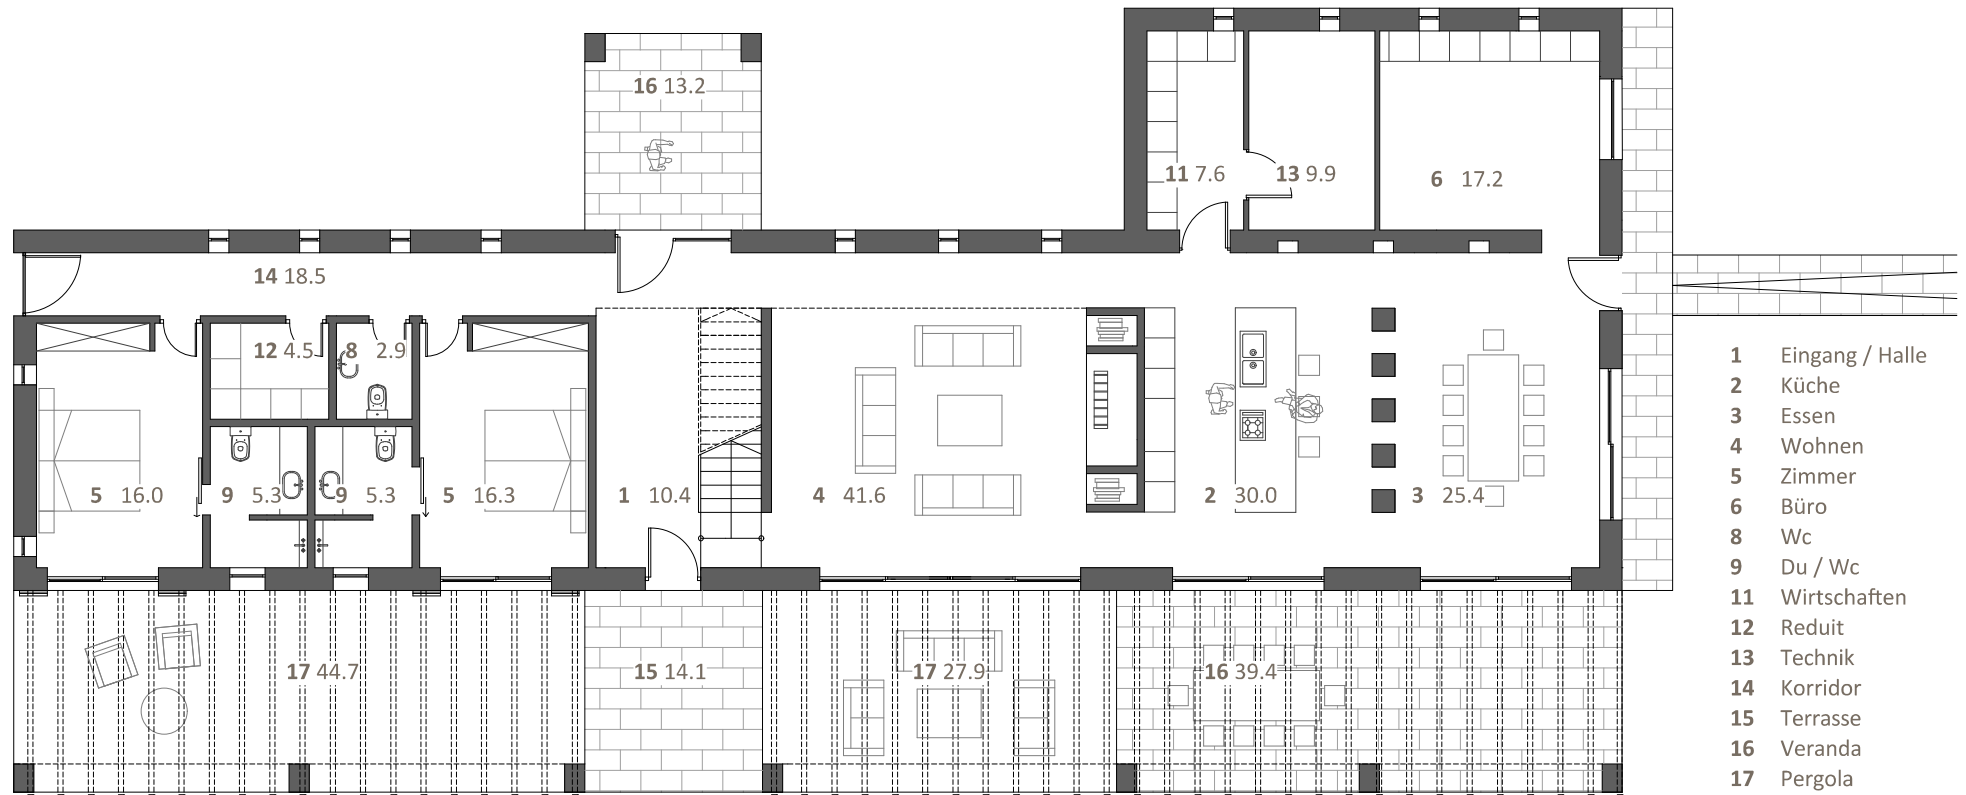 16 13.2
11 7.6
13 9.9
6 17.2
14 18.5
12 4.5
8 2.9
5 16.0
9 5.3
9 5.3
5 16.3
1 10.4
4 41.6
2 30.0
3 25.4
17 44.7
15 14.1
17 27.9
16 39.4
1 Eingang / Halle
2 Küche
3 Essen
4 Wohnen
5 Zimmer
6 Büro
8 Wc
9 Du / Wc
11 Wirtschaften
12 Reduit
13 Technik
14 Korridor
15 Terrasse
16 Veranda
17 Pergola